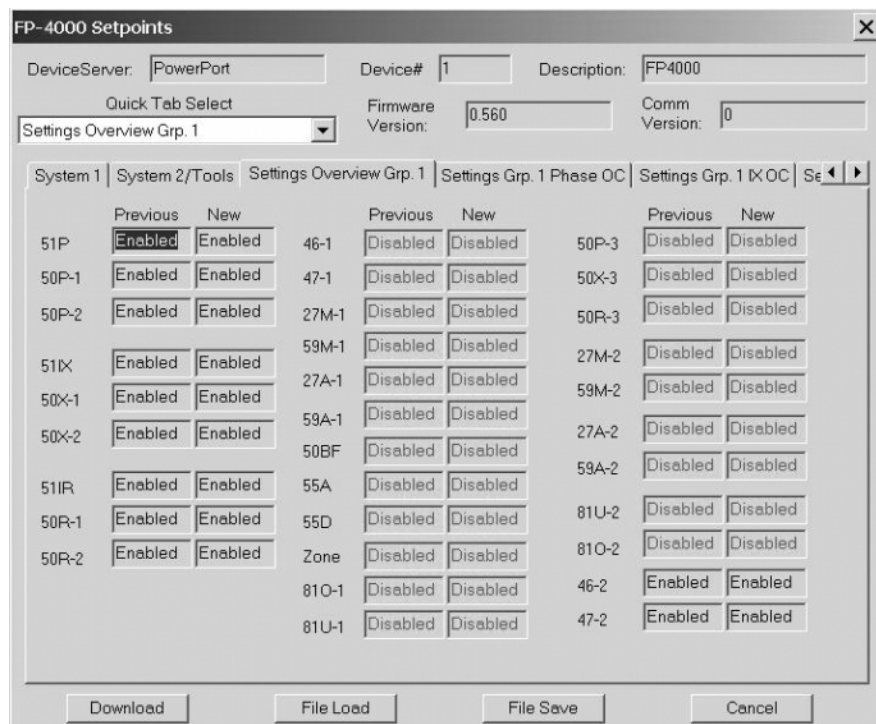 FP-4000 Setpoints
DeviceServer: PowerPort Device# 1 Description: FP4000
Quick Tab Select
Settings Overview Grp. 1
Firmware Version: 0.560
Comm Version: 0
System 1 System 2/Tools Settings Overview Grp. 1 Settings Grp. 1 Phase OC Settings Grp. 1 IX OC Se
Previous New
51P Enabled Enabled
50P-1 Enabled Enabled
50P-2 Enabled Enabled
51IX Enabled Enabled
50X-1 Enabled Enabled
50X-2 Enabled Enabled
51IR Enabled Enabled
50R-1 Enabled Enabled
50R-2 Enabled Enabled
Previous New
46-1 Disabled Disabled
47-1 Disabled Disabled
27M-1 Disabled Disabled
59M-1 Disabled Disabled
27A-1 Disabled Disabled
59A-1 Disabled Disabled
50BF Disabled Disabled
55A Disabled Disabled
55D Disabled Disabled
Zone Disabled Disabled
81O-1 Disabled Disabled
81U-1 Disabled Disabled
Previous New
50P-3 Disabled Disabled
50X-3 Disabled Disabled
50R-3 Disabled Disabled
27M-2 Disabled Disabled
59M-2 Disabled Disabled
27A-2 Disabled Disabled
59A-2 Disabled Disabled
81U-2 Disabled Disabled
81O-2 Disabled Disabled
46-2 Enabled Enabled
47-2 Enabled Enabled
Download File Load File Save Cancel